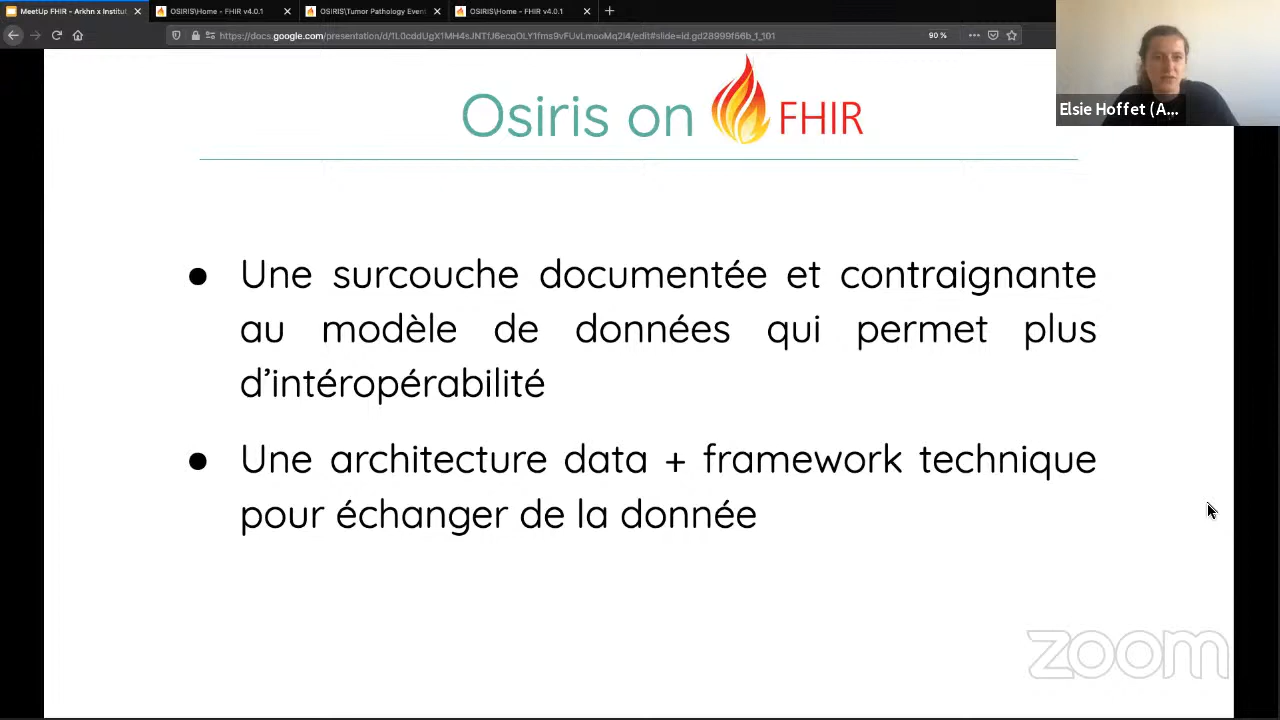 MeetUp FHIR - Arkhn x Institut
OSIRIS\Home - FHIR v4.0.1
OSIRIS\Tumor Pathology Event
OSIRIS\Home - FHIR v4.0.1
90 %
Elsie Hoffet (A...
Osiris on FHIR
● Une surcouche documentée et contraignante
au modèle de données qui permet plus
d'intéropérabilité
● Une architecture data + framework technique
pour échanger de la donnée
zoom